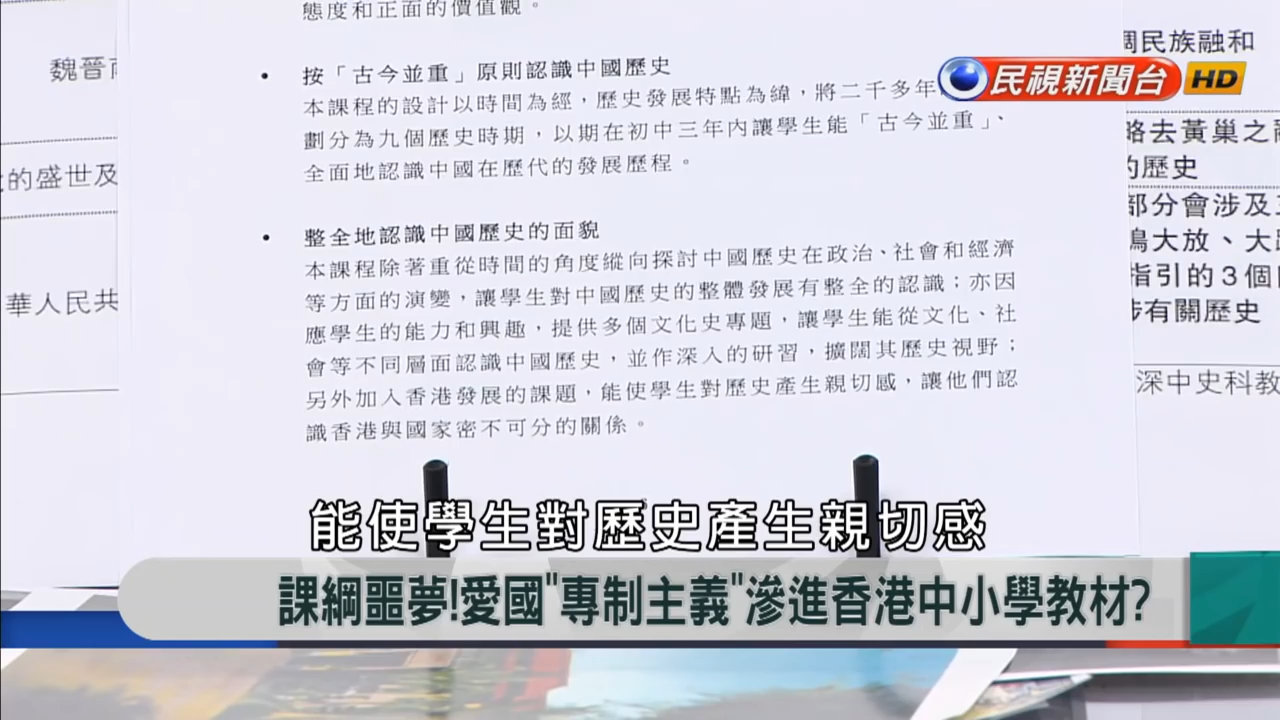 態度和正面的價值觀。
• 按「古今並重」原則認識中國歷史
本課程的設計以時間為經，歷史發展特點為緯，將二千多年
劃分為九個歷史時期，以期在初中三年內讓學生能「古今並重」、
全面地認識中國在歷代的發展歷程。
• 整全地認識中國歷史的面貌
本課程除著重從時間的角度縱向探討中國歷史在政治、社會和經濟
等方面的演變，讓學生對中國歷史的整體發展有整全的認識；亦因
應學生的能力和興趣，提供多個文化史專題，讓學生能從文化、社
會等不同層面認識中國歷史，並作深入的研習，擴闊其歷史視野；
另外加入香港發展的課題，能使學生對歷史產生親切感，讓他們認
識香港與國家密不可分的關係。
魏晉
的盛世及
華人民共
民族融和
略去黃巢之
的歷史
部分會涉及
鳴大放、大
指引的3個
涉有關歷史
深中史科教
民視新聞台 HD
能使學生對歷史產生親切感
課綱噩夢!愛國"專制主義"滲進香港中小學教材?